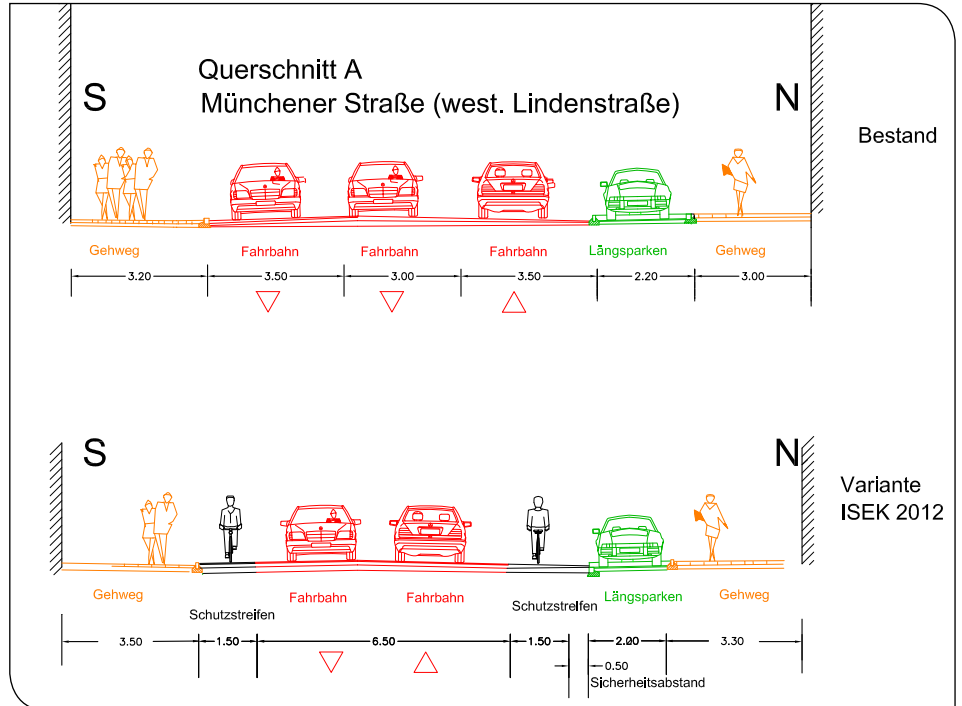 Querschnitt A
Münchener Straße (west. Lindenstraße)
S
N
Bestand
Gehweg
Fahrbahn
Fahrbahn
Fahrbahn
Längsparken
Gehweg
3.20
3.50
3.00
3.50
2.20
3.00
S
N
Variante
ISEK 2012
Gehweg
Schutzstreifen
Fahrbahn
Fahrbahn
Schutzstreifen
Längsparken
Gehweg
3.50
1.50
6.50
1.50
2.00
3.30
0.50
Sicherheitsabstand